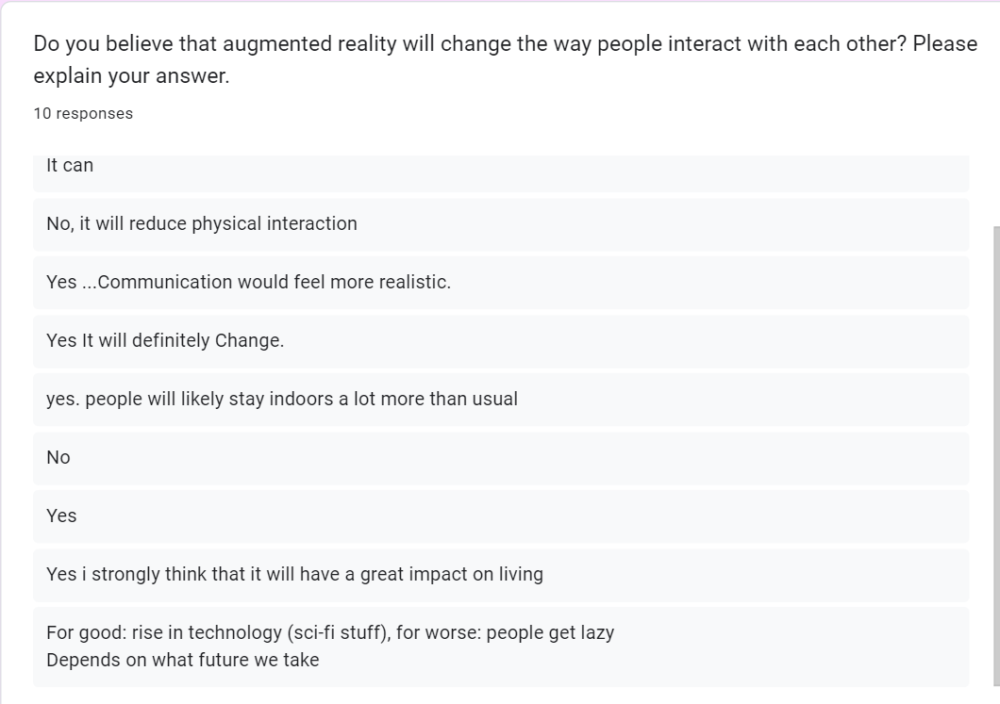 Do you believe that augmented reality will change the way people interact with each other? Please
explain your answer.
10 responses
It can
No, it will reduce physical interaction
Yes ...Communication would feel more realistic.
Yes It will definitely Change.
yes. people will likely stay indoors a lot more than usual
No
Yes
Yes i strongly think that it will have a great impact on living
For good: rise in technology (sci-fi stuff), for worse: people get lazy
Depends on what future we take